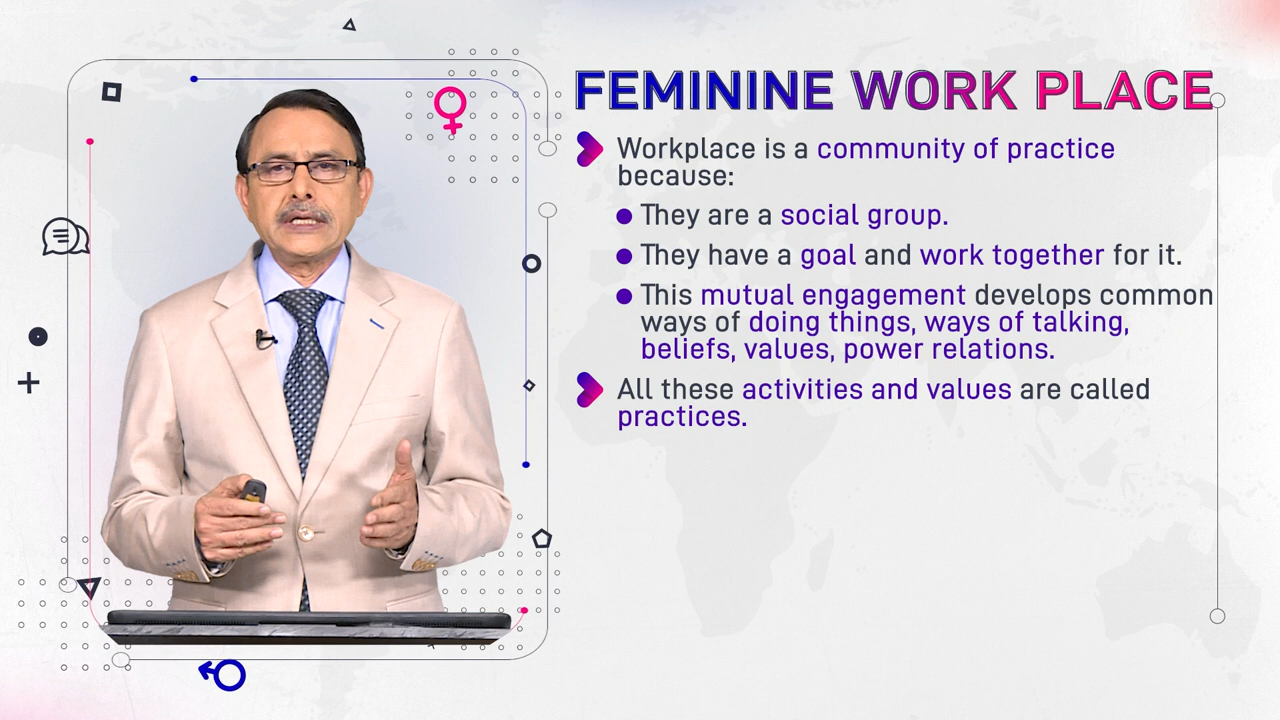 FEMININE WORK PLACE
Workplace is a community of practice
because:
They are a social group.
They have a goal and work together for it.
This mutual engagement develops common
ways of doing things, ways of talking,
beliefs, values, power relations.
All these activities and values are called
practices.